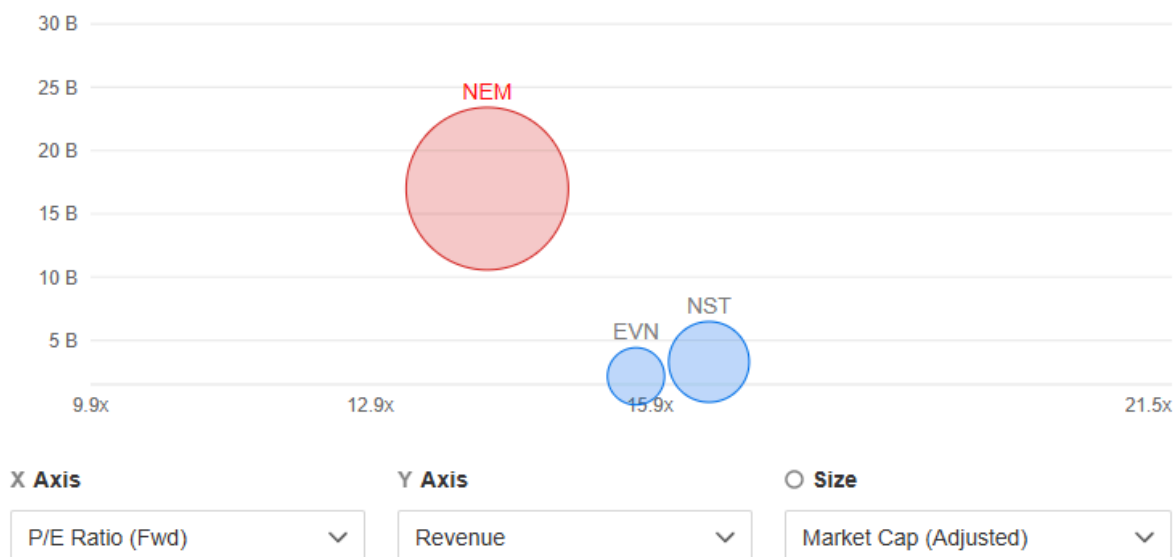 30 B
25 B
NEM
20 B
15 B
10 B
NST
EVN
5 B
9.9x 12.9x 15.9x 21.5x
X Axis Y Axis Size
P/E Ratio (Fwd) Revenue Market Cap (Adjusted)